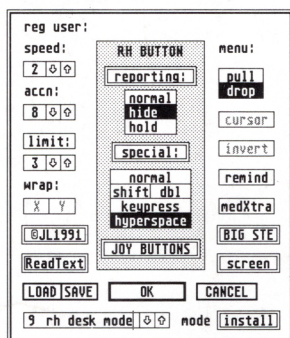 reg user:
speed: RH BUTTON menu:
2 ⇩ ⇧ reporting: pull
drop
accn: normal
8 ⇩ ⇧ hide cursor
hold
limit: invert
3 ⇩ ⇧ special:
normal remind
wrap: shift dbl
X Y keypress medXtra
hyperspace
©JL1991 BIG STE
JOY BUTTONS
ReadText screen
LOAD SAVE OK CANCEL
9 rh desk mode ⇩ ⇧ mode install